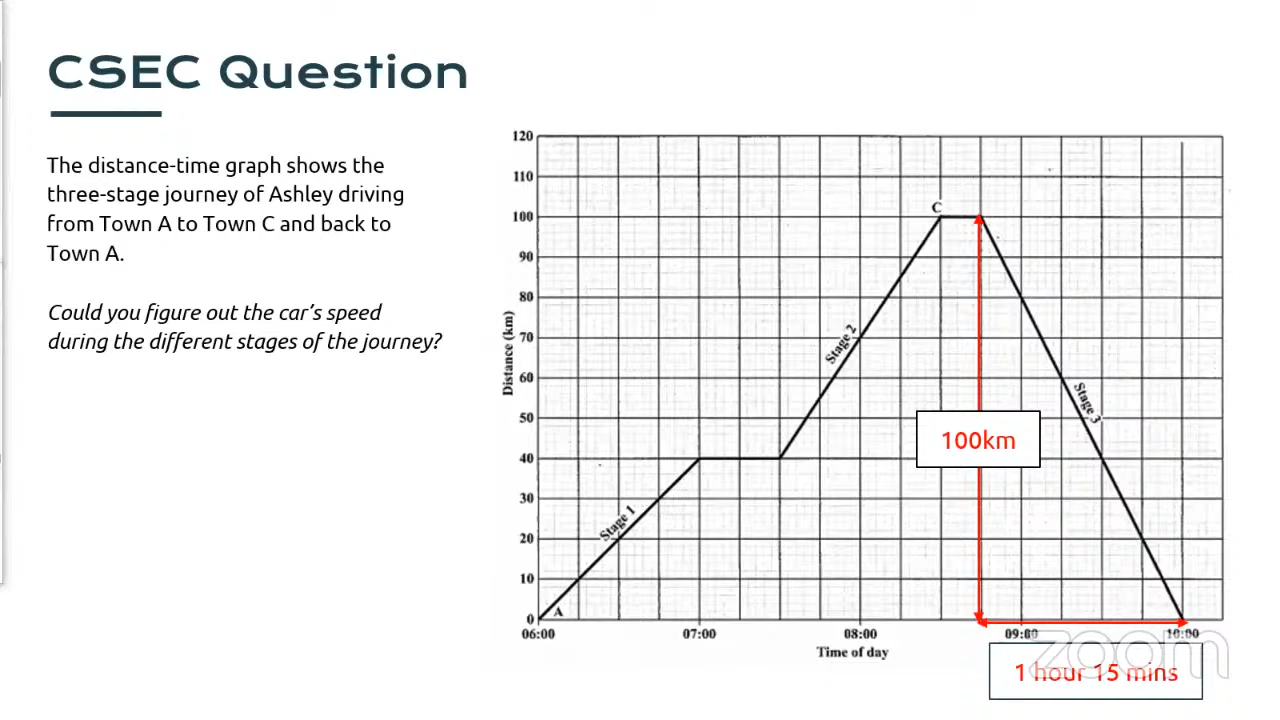 CSEC Question
The distance-time graph shows the
three-stage journey of Ashley driving
from Town A to Town C and back to
Town A.
Could you figure out the car's speed
during the different stages of the journey?
120
110
100
90
80
70
60
50
40
30
20
10
0
Distance (km)
A
Stage 1
Stage 2
C
Stage 3
100km
06:00
07:00
08:00
09:00
10:00
Time of day
1 hour 15 mins
zoom